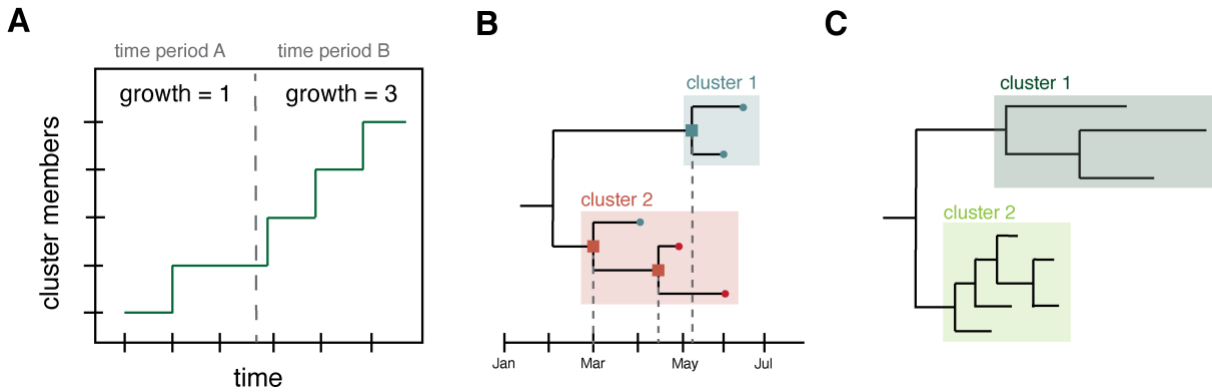 A
time period A
time period B
growth = 1
growth = 3
cluster members
time
B
cluster 1
cluster 2
Jan
Mar
May
Jul
C
cluster 1
cluster 2